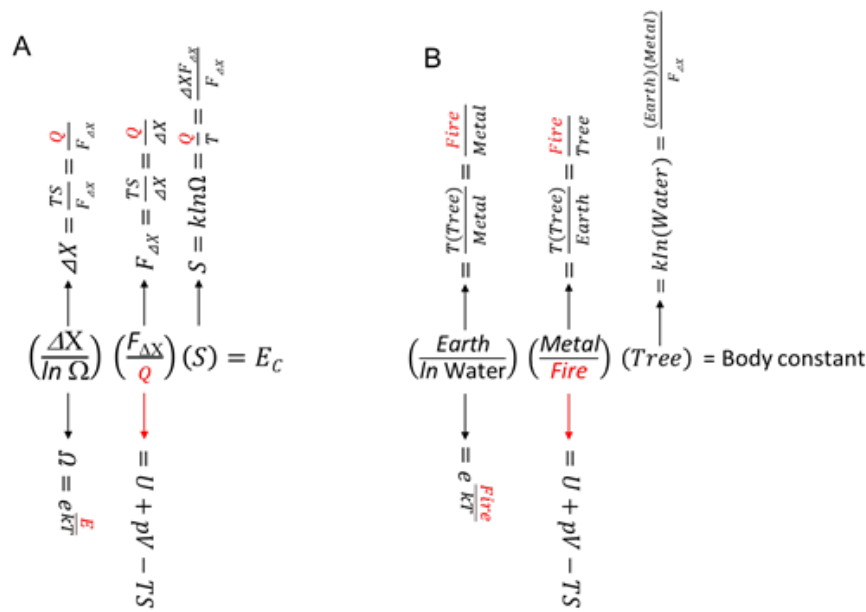 A
ΔX = TS/F_ΔX = Q/F_ΔX
F_ΔX = TS/ΔX = Q/ΔX
S = klnΩ = Q/T = ΔXF_ΔX/F_ΔX
(ΔX/ln Ω) (F_ΔX/Q) (S) = E_C
Ω = e^(E/kT)
= U + pV − TS
B
= T(Tree)/Metal = Fire/Metal
= T(Tree)/Earth = Fire/Tree
= kln(Water) = (Earth)(Metal)/F_ΔX
(Earth/ln Water) (Metal/Fire) (Tree) = Body constant
= e^(Fire/kT)
= U + pV − TS